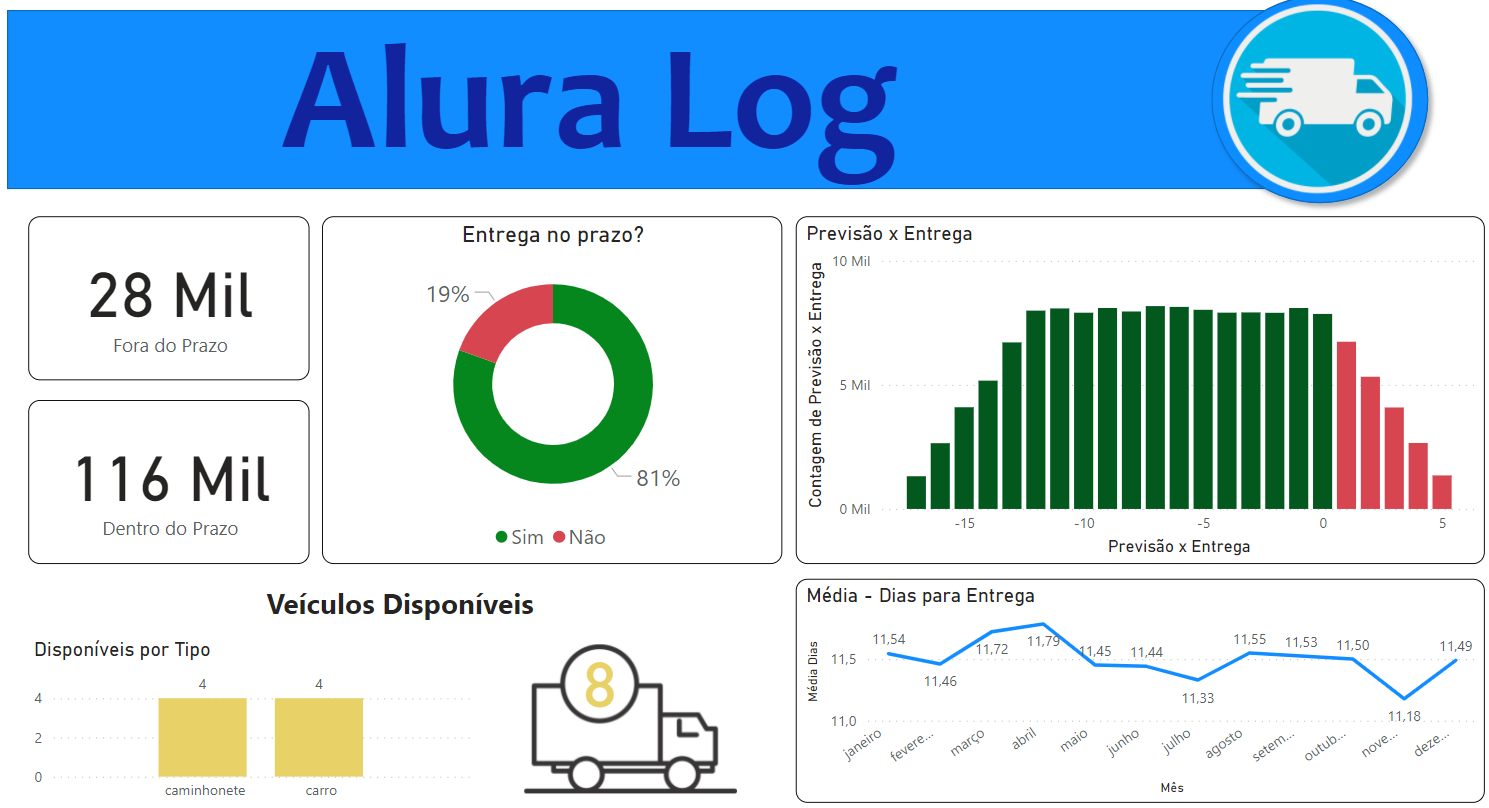 Alura Log
28 Mil
Fora do Prazo
116 Mil
Dentro do Prazo
Entrega no prazo?
19%
81%
Sim Não
Previsão x Entrega
Contagem de Previsão x Entrega
10 Mil
5 Mil
0 Mil
-15 -10 -5 0 5
Previsão x Entrega
Veículos Disponíveis
Disponíveis por Tipo
4 4
4
2
0
caminhonete carro
8
Média - Dias para Entrega
Média Dias
11,5
11,0
11,54 11,46 11,72 11,79 11,45 11,44 11,33 11,55 11,53 11,50 11,18 11,49
janeiro fevere... março abril maio junho julho agosto setem... outub... nove... deze...
Mês